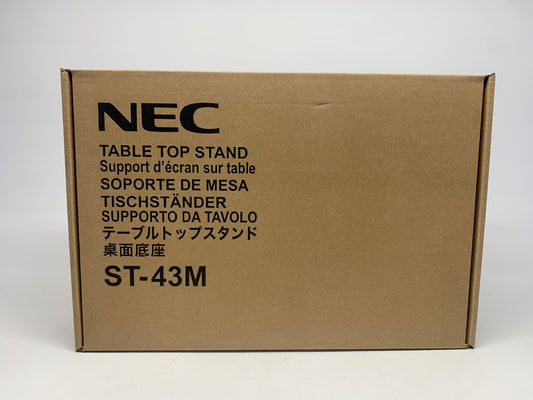 NEC
TABLE TOP STAND
Support d'écran sur table
SOPORTE DE MESA
TISCHSTÄNDER
SUPPORTO DA TAVOLO
テーブルトップスタンド
桌面底座
ST-43M